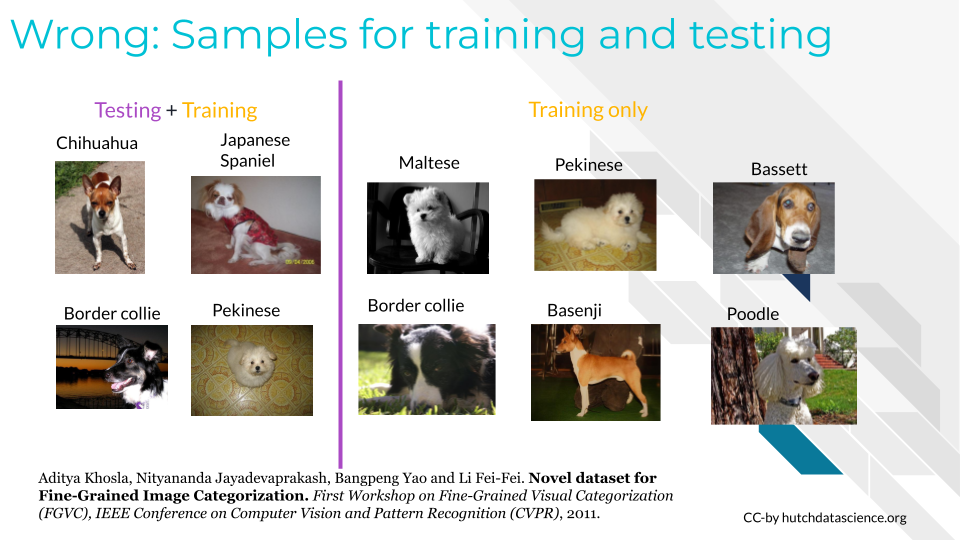 Wrong: Samples for training and testing
Testing + Training
Training only
Chihuahua
Japanese
Spaniel
Maltese
Pekinese
Bassett
Border collie
Pekinese
Border collie
Basenji
Poodle
Aditya Khosla, Nityananda Jayadevaprakash, Bangpeng Yao and Li Fei-Fei. Novel dataset for
Fine-Grained Image Categorization. First Workshop on Fine-Grained Visual Categorization
(FGVC), IEEE Conference on Computer Vision and Pattern Recognition (CVPR), 2011.
CC-by hutchdatascience.org